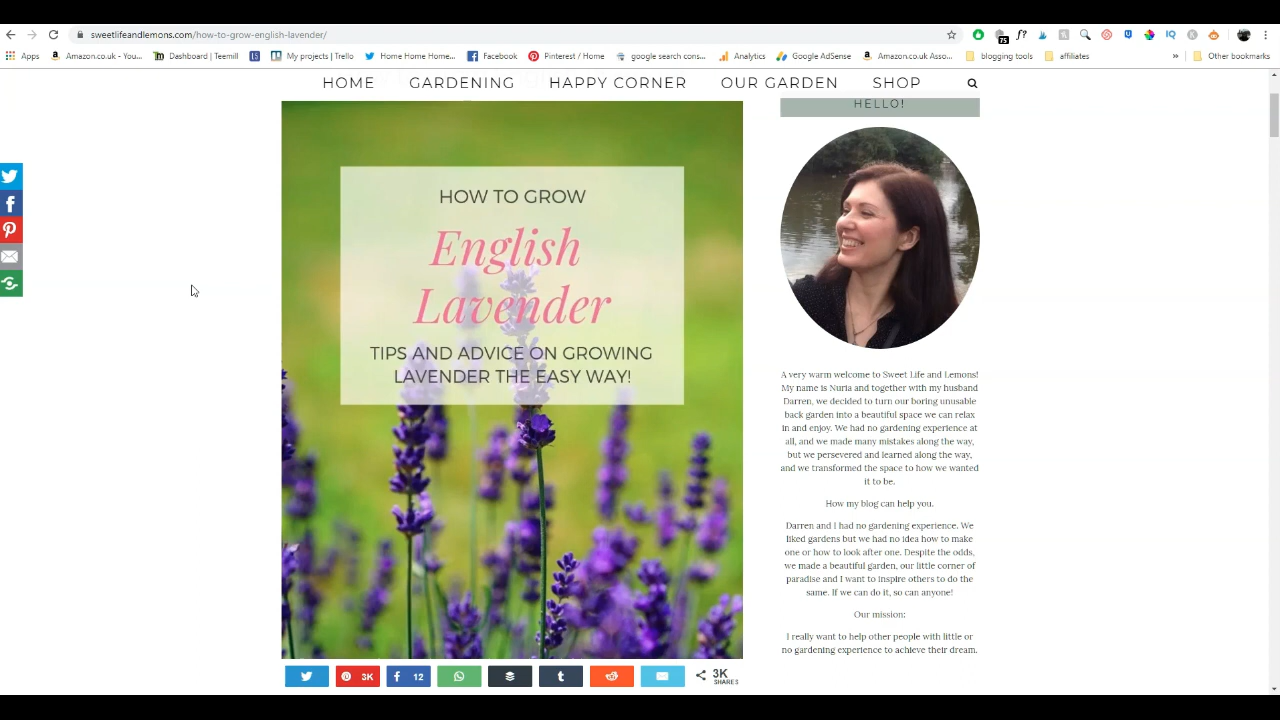 sweetlifeandlemons.com/how-to-grow-english-lavender/
Apps
Amazon.co.uk - You...
Dashboard | Teemill
My projects | Trello
Home Home Home...
Facebook
Pinterest / Home
google search cons...
Analytics
Google AdSense
Amazon.co.uk Asso...
blogging tools
affiliates
»
Other bookmarks
HOME
GARDENING
HAPPY CORNER
OUR GARDEN
SHOP
HELLO!
HOW TO GROW
English
Lavender
TIPS AND ADVICE ON GROWING
LAVENDER THE EASY WAY!
A very warm welcome to Sweet Life and Lemons!
My name is Nuria and together with my husband
Darren, we decided to turn our boring unusable
back garden into a beautiful space we can relax
in and enjoy. We had no gardening experience at
all, and we made many mistakes along the way,
but we persevered and learned along the way,
and we transformed the space to how we wanted
it to be.
How my blog can help you.
Darren and I had no gardening experience. We
liked gardens but we had no idea how to make
one or how to look after one. Despite the odds,
we made a beautiful garden, our little corner of
paradise and I want to inspire others to do the
same. If we can do it, so can anyone!
Our mission:
I really want to help other people with little or
no gardening experience to achieve their dream.
3K
12
3K
SHARES